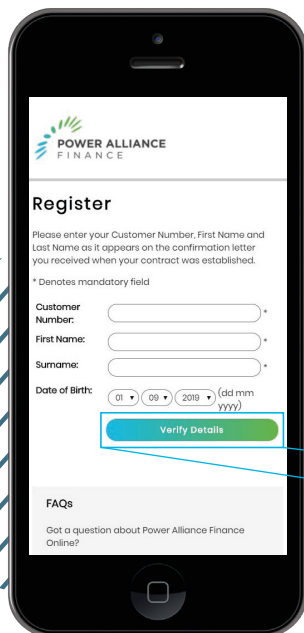 POWER ALLIANCE
FINANCE
Register
Please enter your Customer Number, First Name and
Last Name as it appears on the confirmation letter
you received when your contract was established.
* Denotes mandatory field
Customer
Number: *
First Name: *
Surname: *
Date of Birth: 01 09 2019 (dd mm
yyyy)
Verify Details
FAQs
Got a question about Power Alliance Finance
Online?